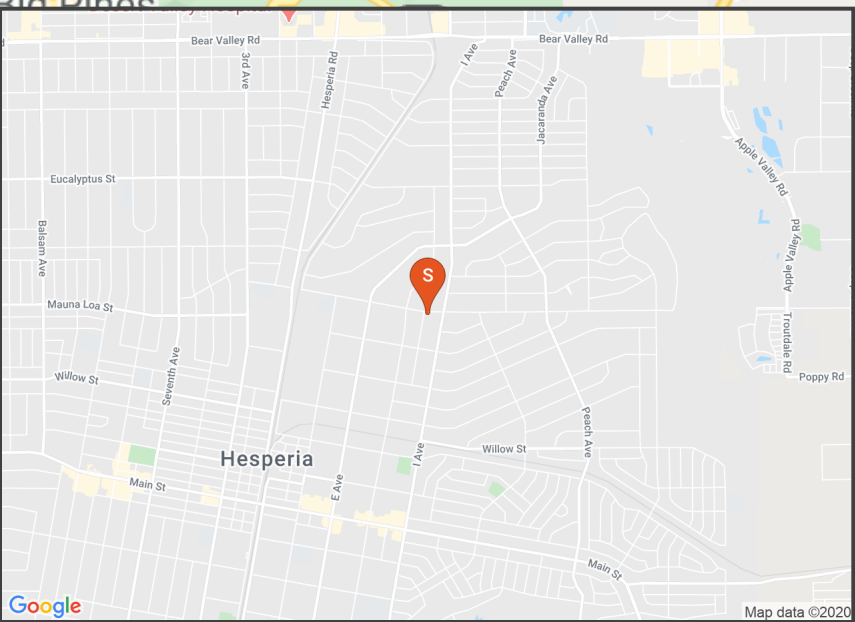 Big Pines
Bear Valley Rd
Bear Valley Rd
3rd Ave
Hesperia Rd
I Ave
Peach Ave
Jacaranda Ave
Apple Valley Rd
Eucalyptus St
Balsam Ave
Apple Valley Rd
S
Mauna Loa St
Troutdale Rd
Seventh Ave
Willow St
Poppy Rd
Peach Ave
Willow St
I Ave
Hesperia
Main St
E Ave
Main St
Google
Map data ©2020